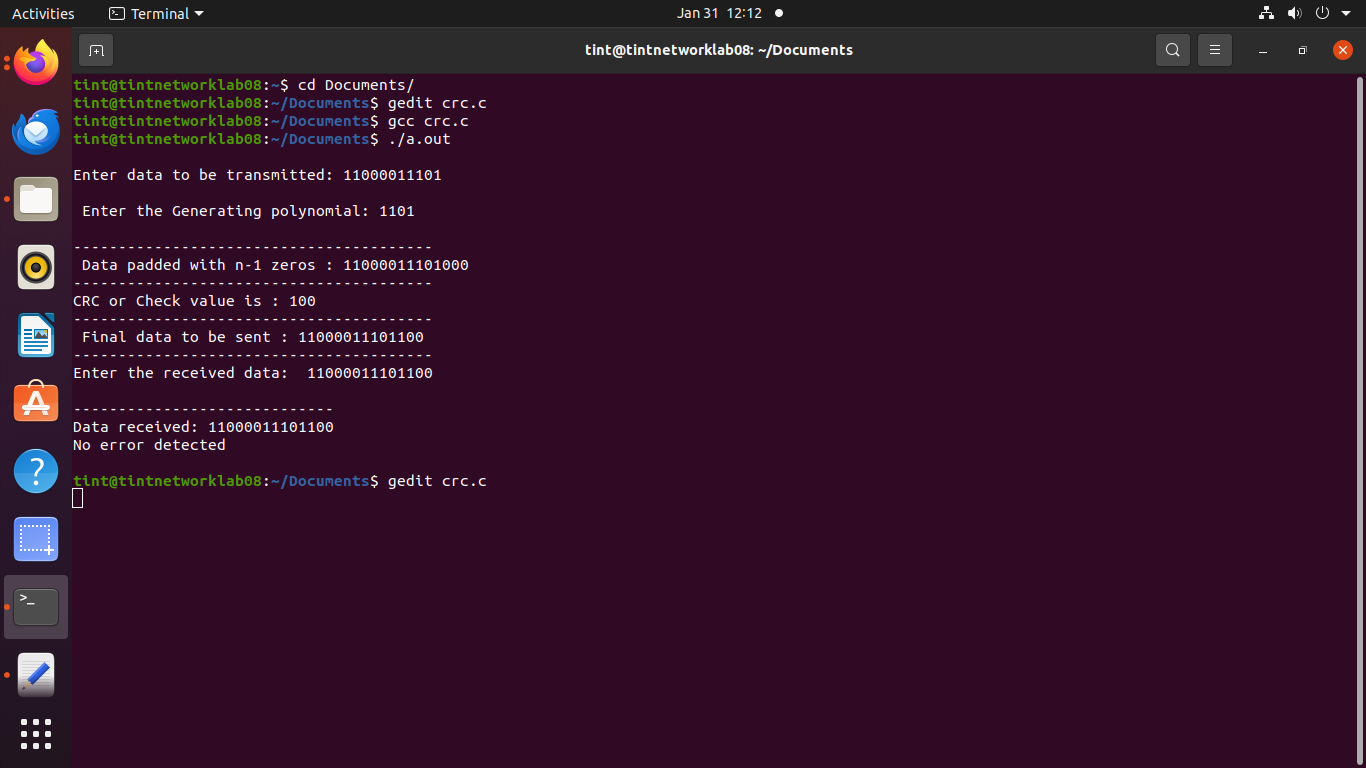 Activities
Terminal
Jan 31 12:12
tint@tintnetworklab08: ~/Documents
tint@tintnetworklab08:~$ cd Documents/
tint@tintnetworklab08:~/Documents$ gedit crc.c
tint@tintnetworklab08:~/Documents$ gcc crc.c
tint@tintnetworklab08:~/Documents$ ./a.out
Enter data to be transmitted: 11000011101
Enter the Generating polynomial: 1101
----------------------------------------
Data padded with n-1 zeros : 11000011101000
----------------------------------------
CRC or Check value is : 100
----------------------------------------
Final data to be sent : 11000011101100
----------------------------------------
Enter the received data:  11000011101100
-----------------------------
Data received: 11000011101100
No error detected
tint@tintnetworklab08:~/Documents$ gedit crc.c